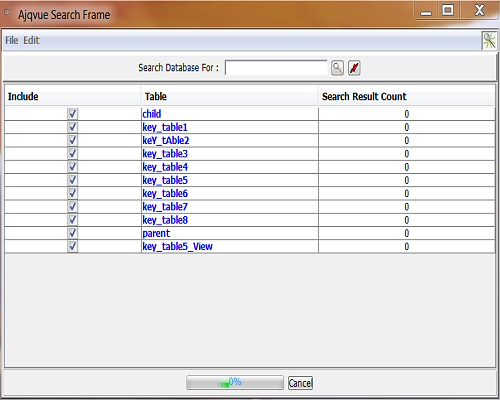 Ajqvue Search Frame
File Edit
Search Database For :
Include Table Search Result Count
child 0
key_table1 0
keY_tAble2 0
key_table3 0
key_table4 0
key_table5 0
key_table6 0
key_table7 0
key_table8 0
parent 0
key_table5_View 0
0% Cancel